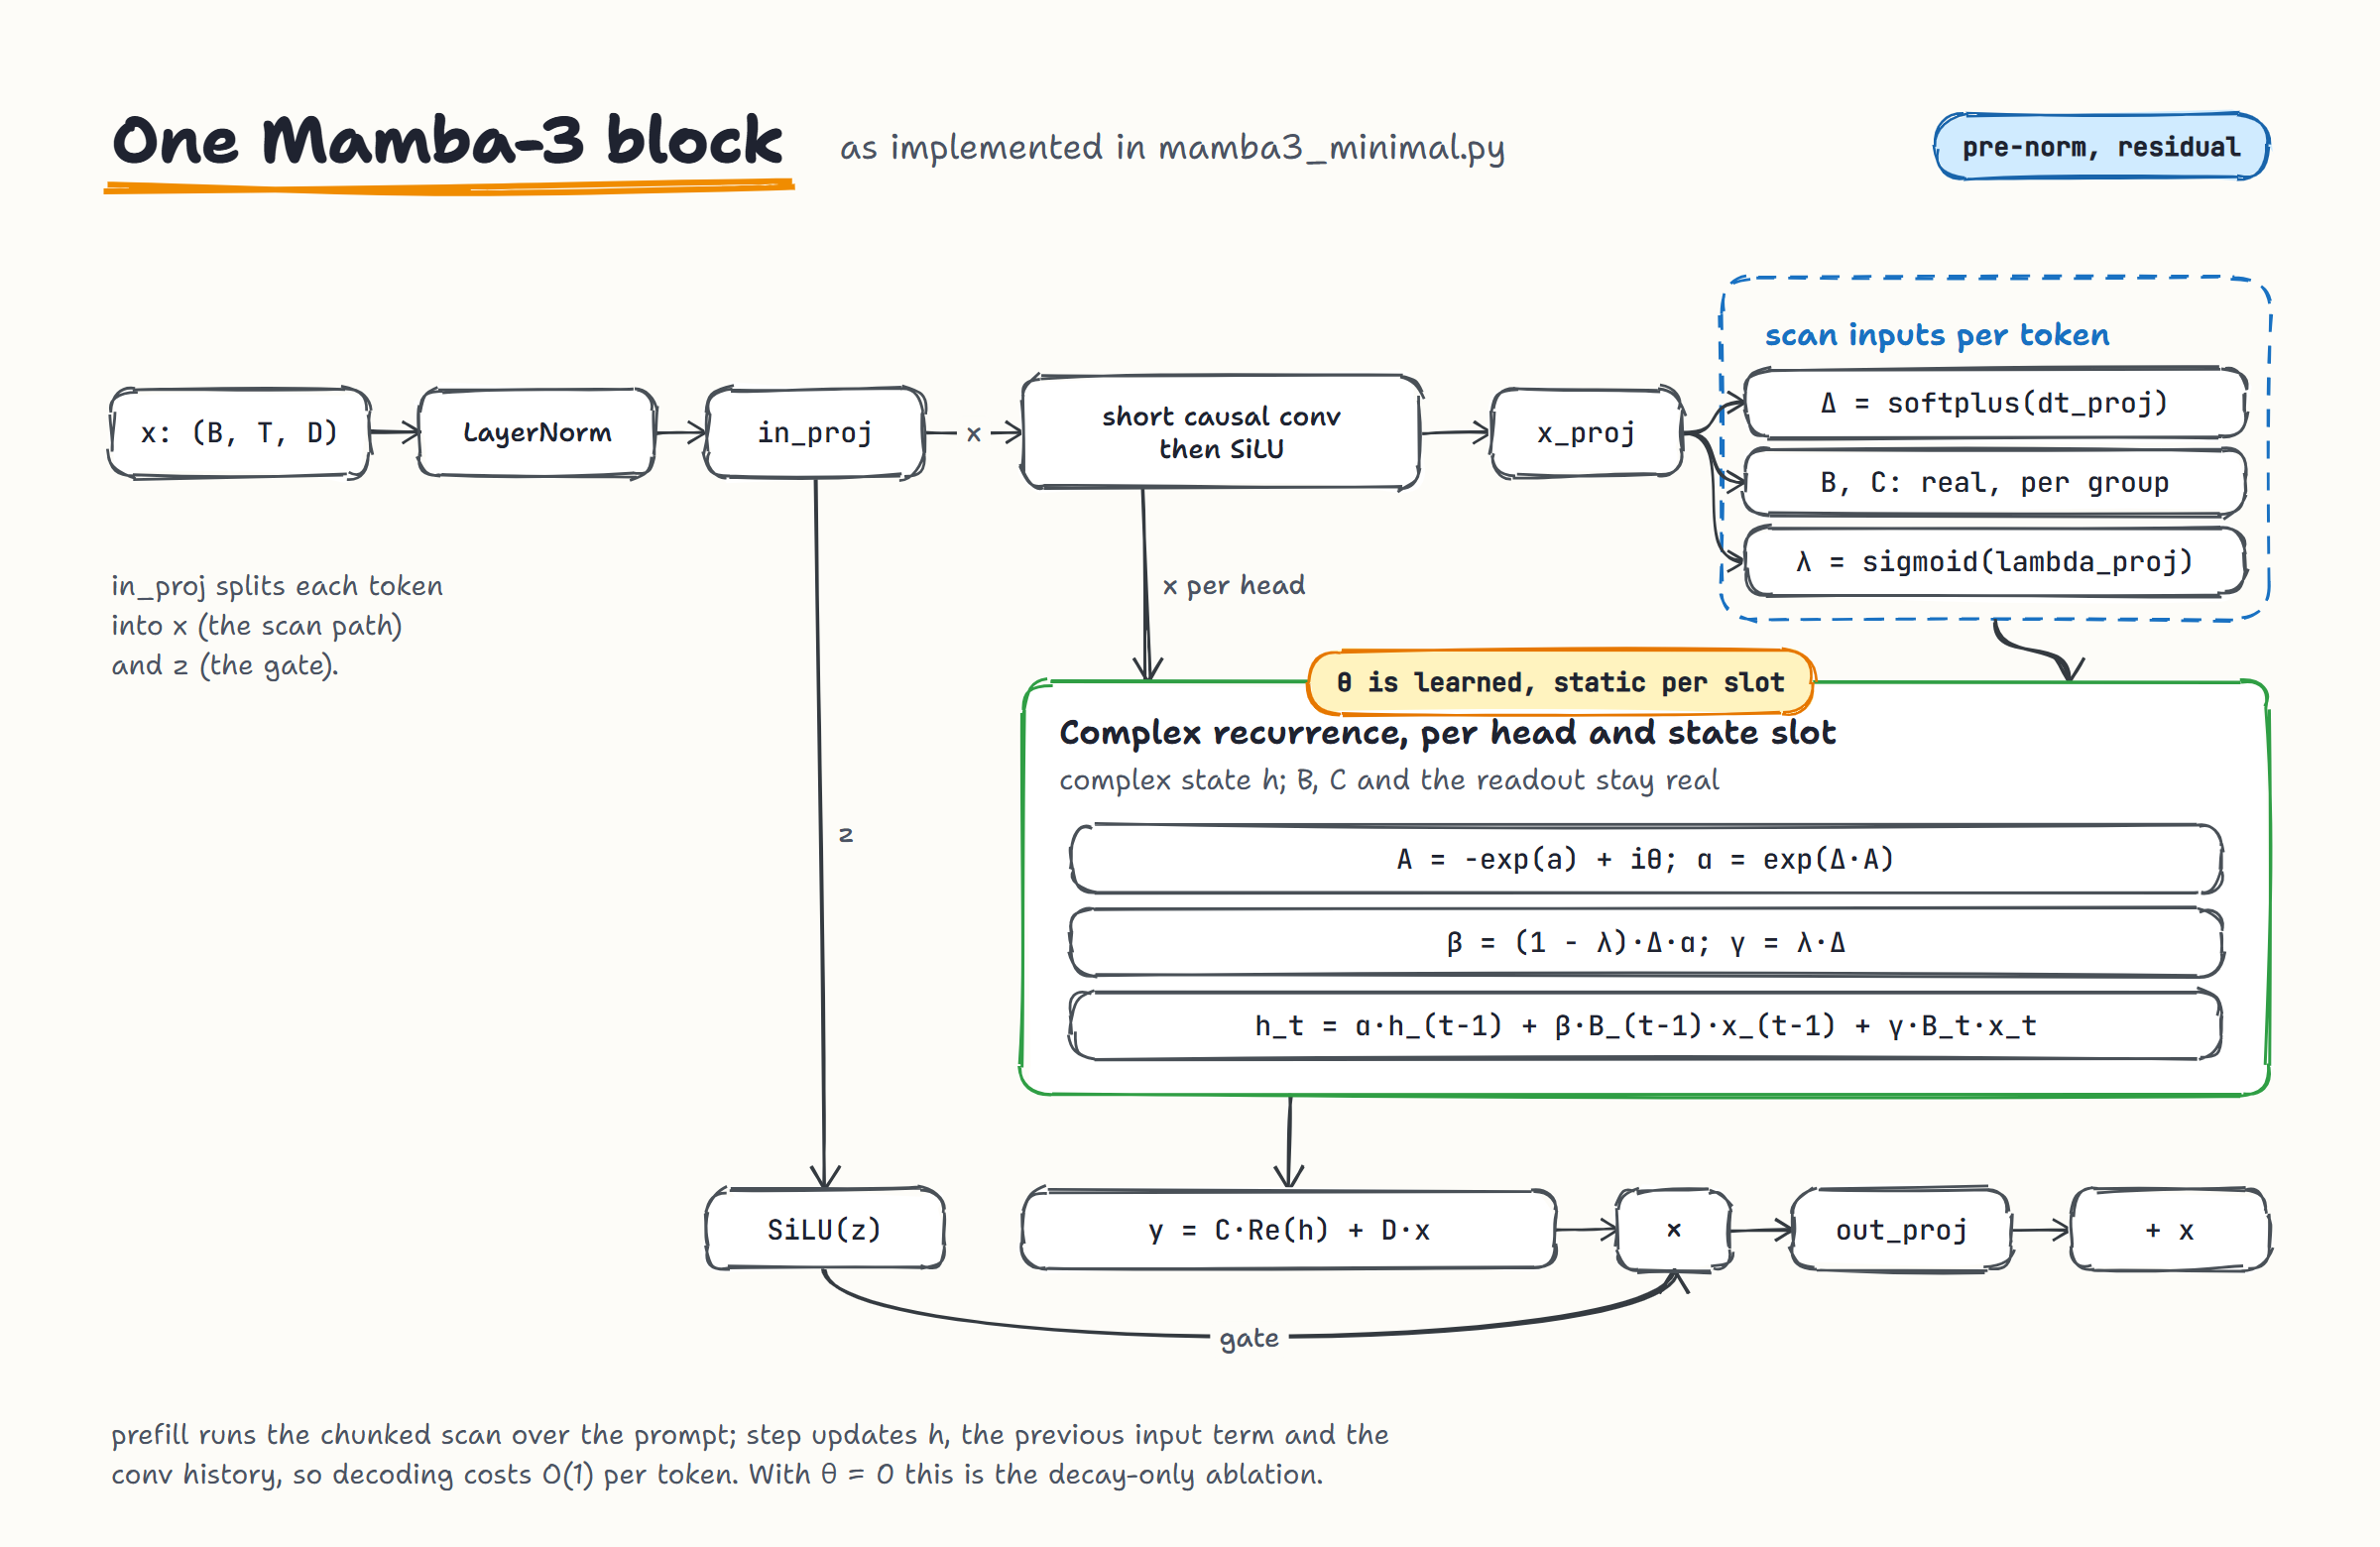 One Mamba-3 block
as implemented in mamba3_minimal.py
pre-norm, residual
scan inputs per token
x: (B, T, D)
LayerNorm
in_proj
x
short causal conv
then SiLU
x_proj
Δ = softplus(dt_proj)
B, C: real, per group
λ = sigmoid(lambda_proj)
in_proj splits each token
into x (the scan path)
and z (the gate).
x per head
θ is learned, static per slot
Complex recurrence, per head and state slot
complex state h; B, C and the readout stay real
z
A = -exp(a) + iθ; α = exp(Δ·A)
β = (1 - λ)·Δ·α; γ = λ·Δ
h_t = α·h_(t-1) + β·B_(t-1)·x_(t-1) + γ·B_t·x_t
SiLU(z)
y = C·Re(h) + D·x
×
out_proj
+ x
gate
prefill runs the chunked scan over the prompt; step updates h, the previous input term and the
conv history, so decoding costs O(1) per token. With θ = 0 this is the decay-only ablation.